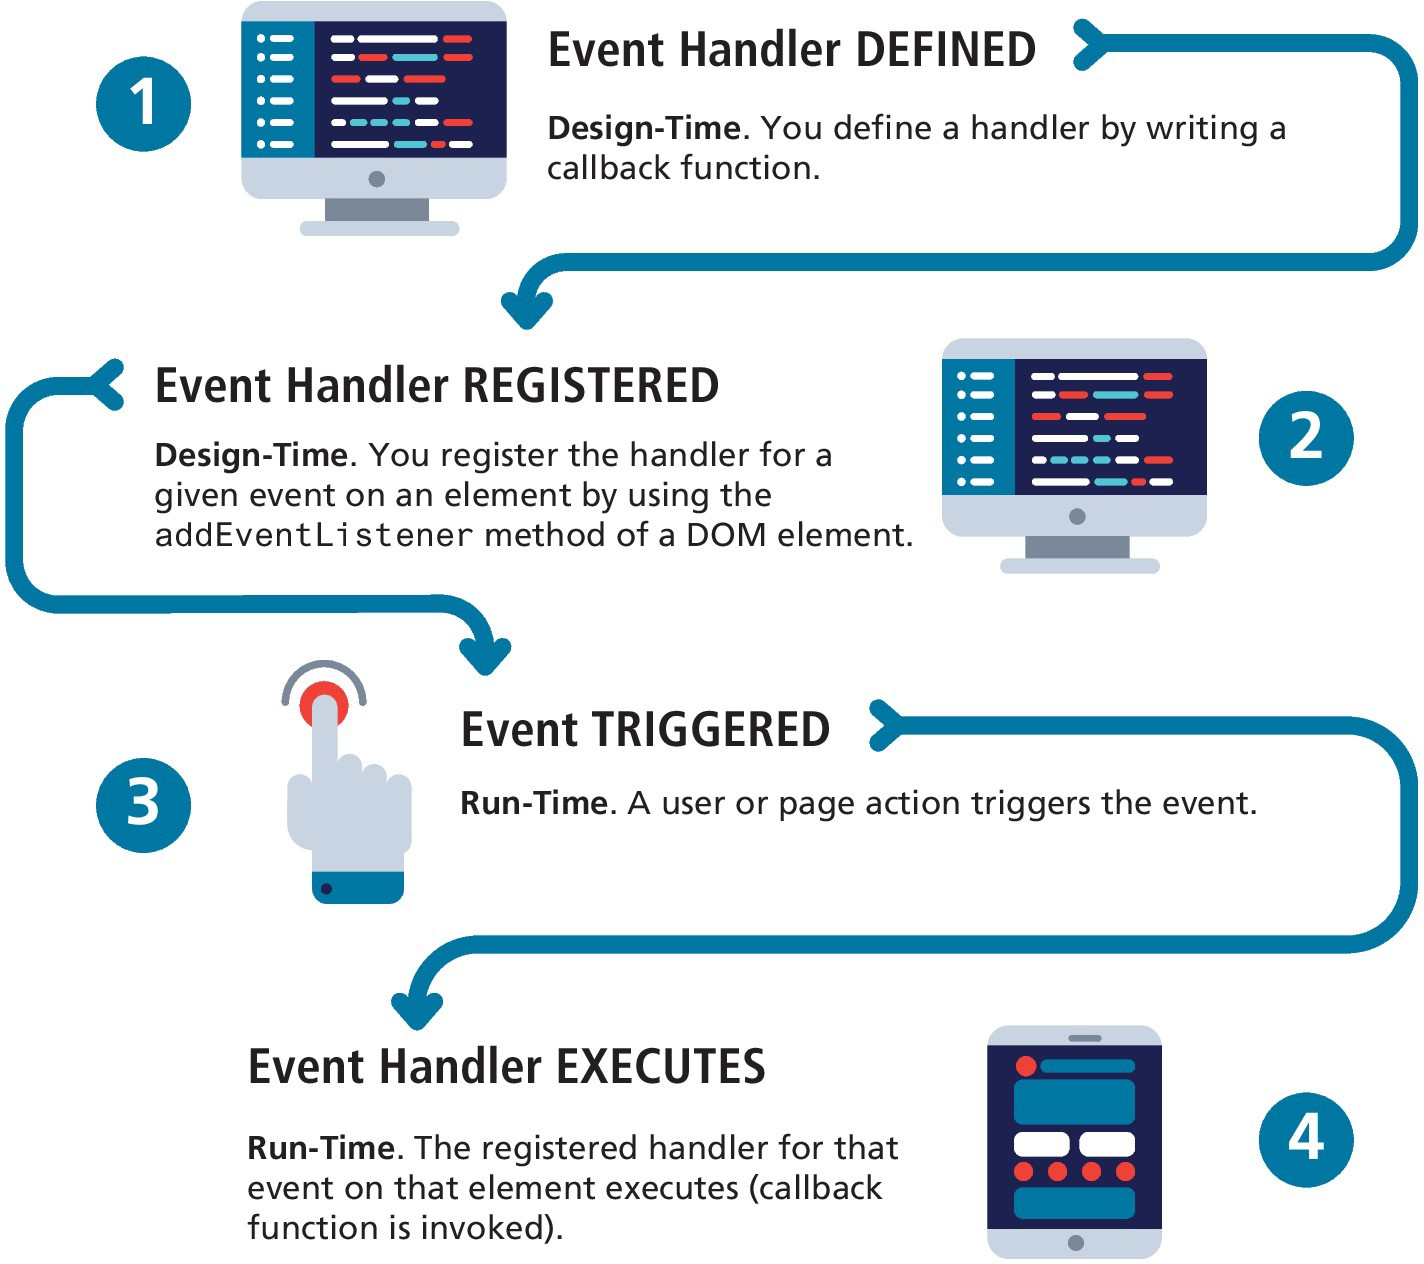 1
Event Handler DEFINED
Design-Time. You define a handler by writing a
callback function.
Event Handler REGISTERED
Design-Time. You register the handler for a
given event on an element by using the
addEventListener method of a DOM element.
2
3
Event TRIGGERED
Run-Time. A user or page action triggers the event.
Event Handler EXECUTES
Run-Time. The registered handler for that
event on that element executes (callback
function is invoked).
4